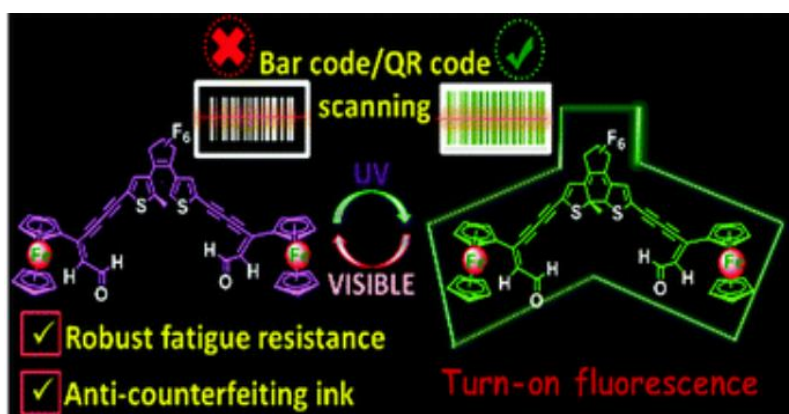 Bar code/QR code
scanning
F6
F6
UV
S S
S S
Fe
Fe
Fe
Fe
H
H
H
H
O
O
H
H
H
H
O
O
VISIBLE
✓ Robust fatigue resistance
✓ Anti-counterfeiting ink
Turn-on fluorescence